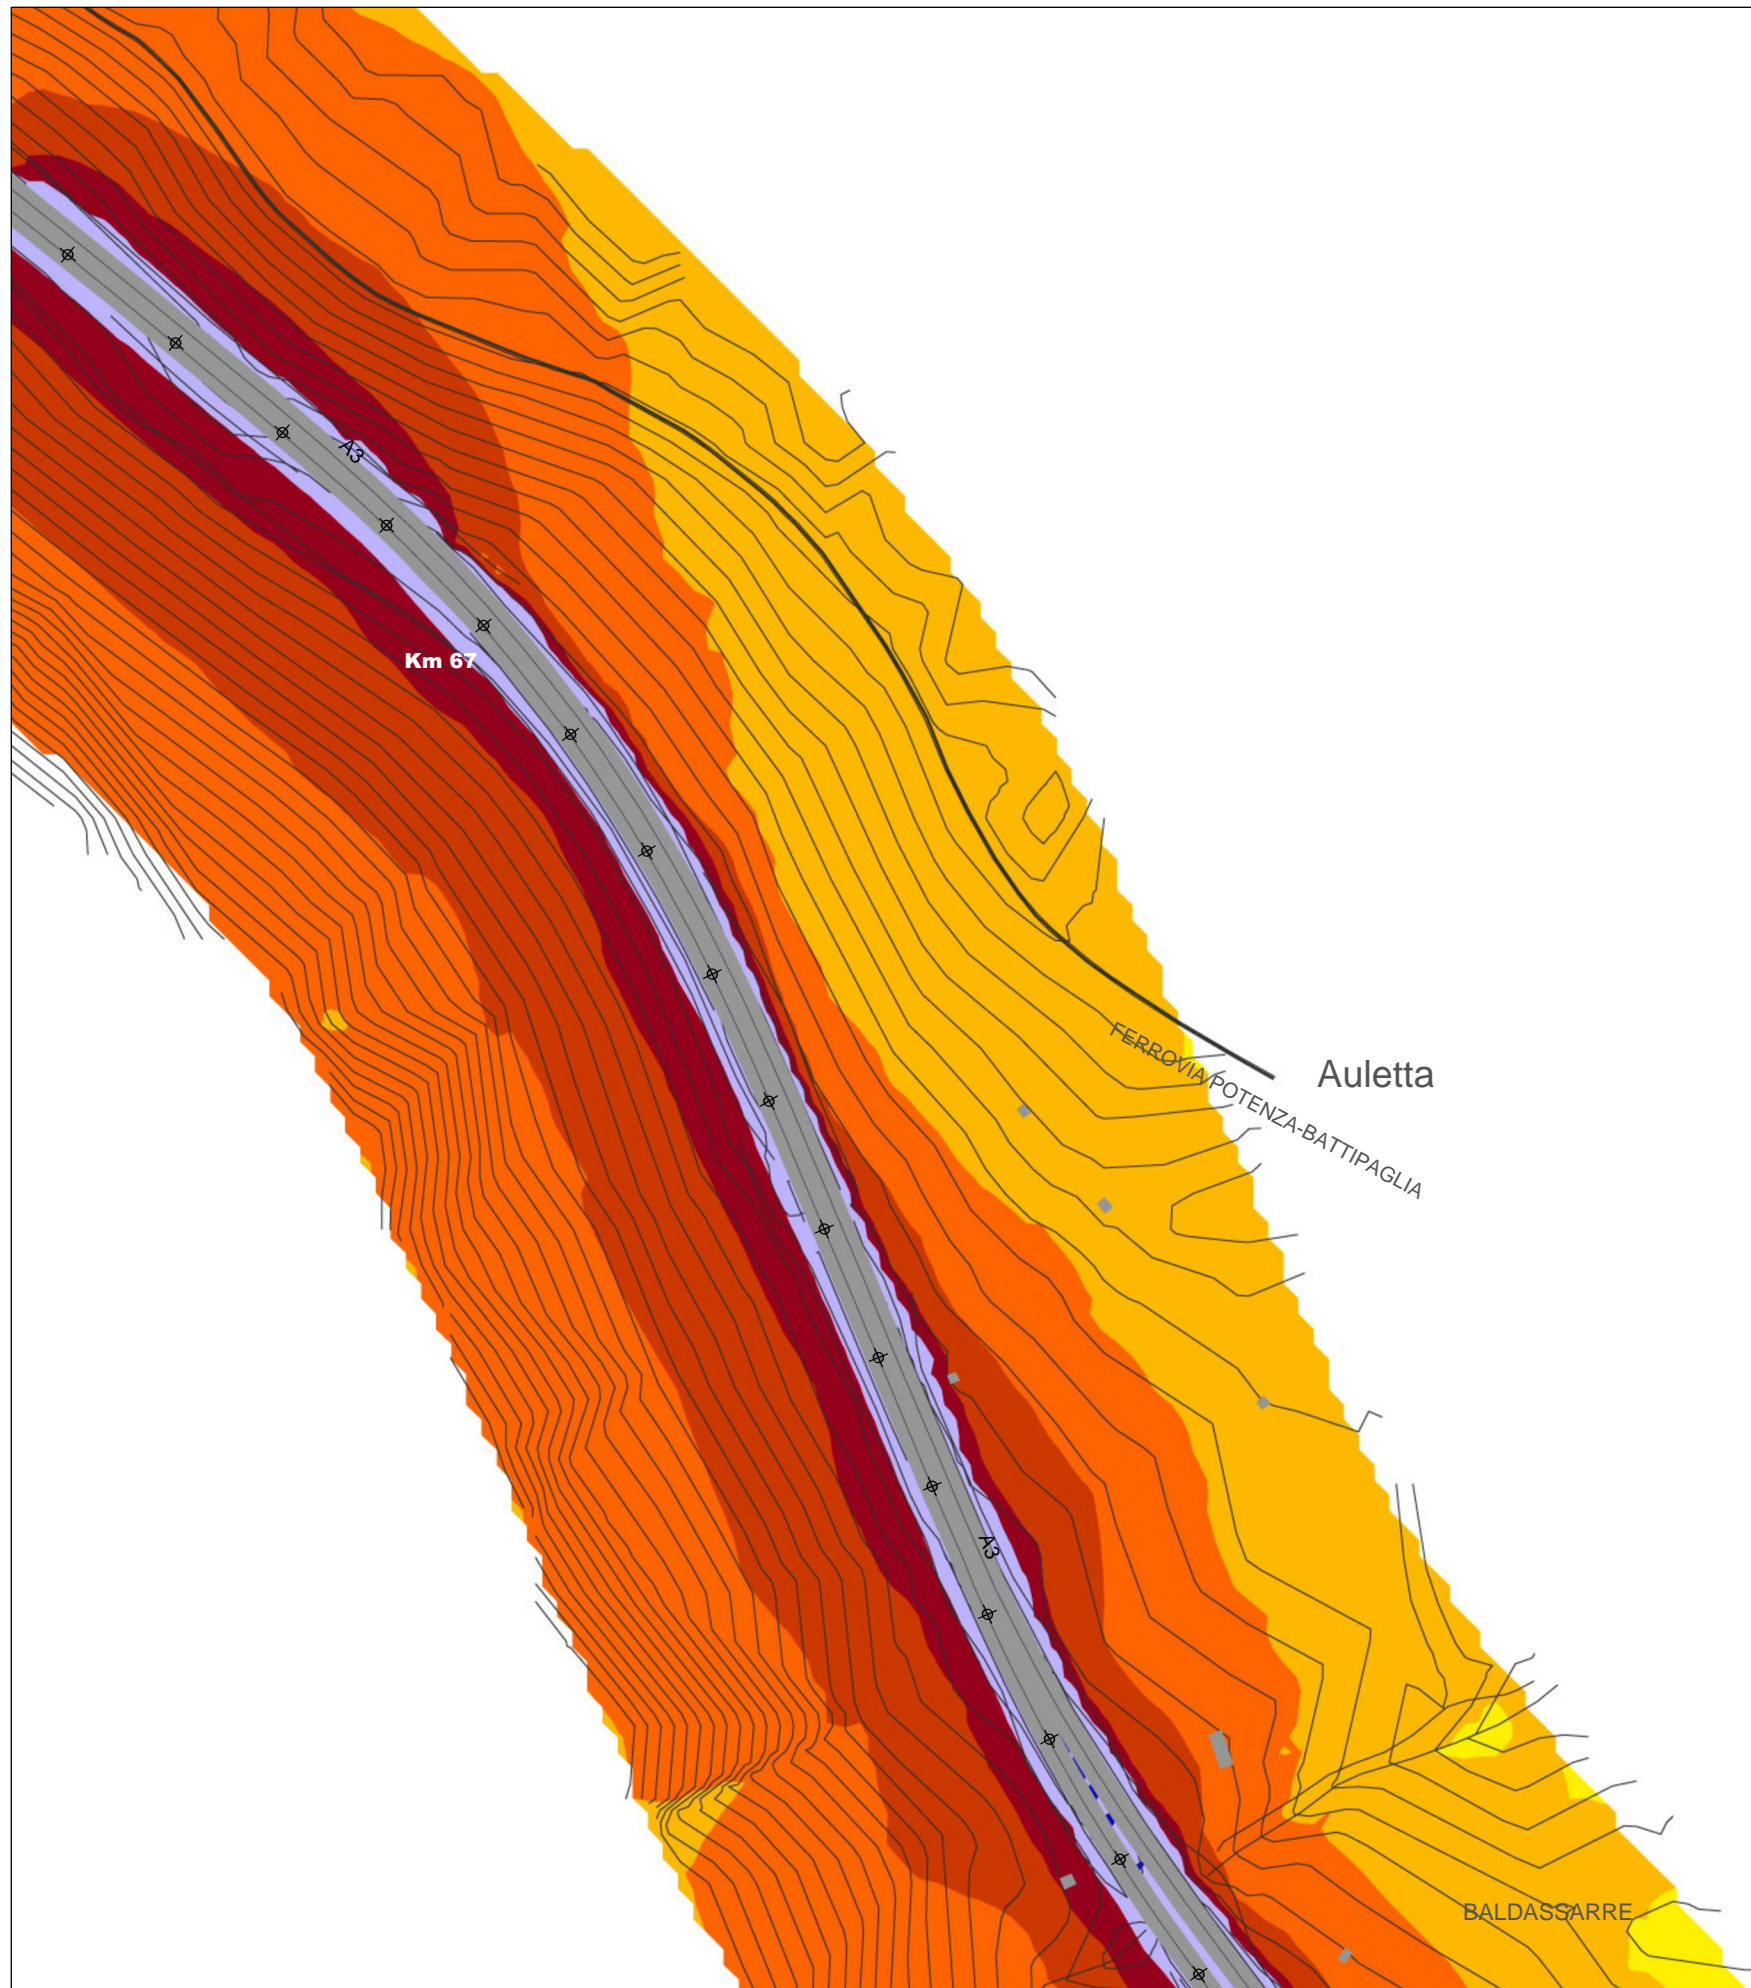 A3
Km 67
FERROVIA POTENZA-BATTIPAGLIA
Auletta
A3
BALDASSARRE